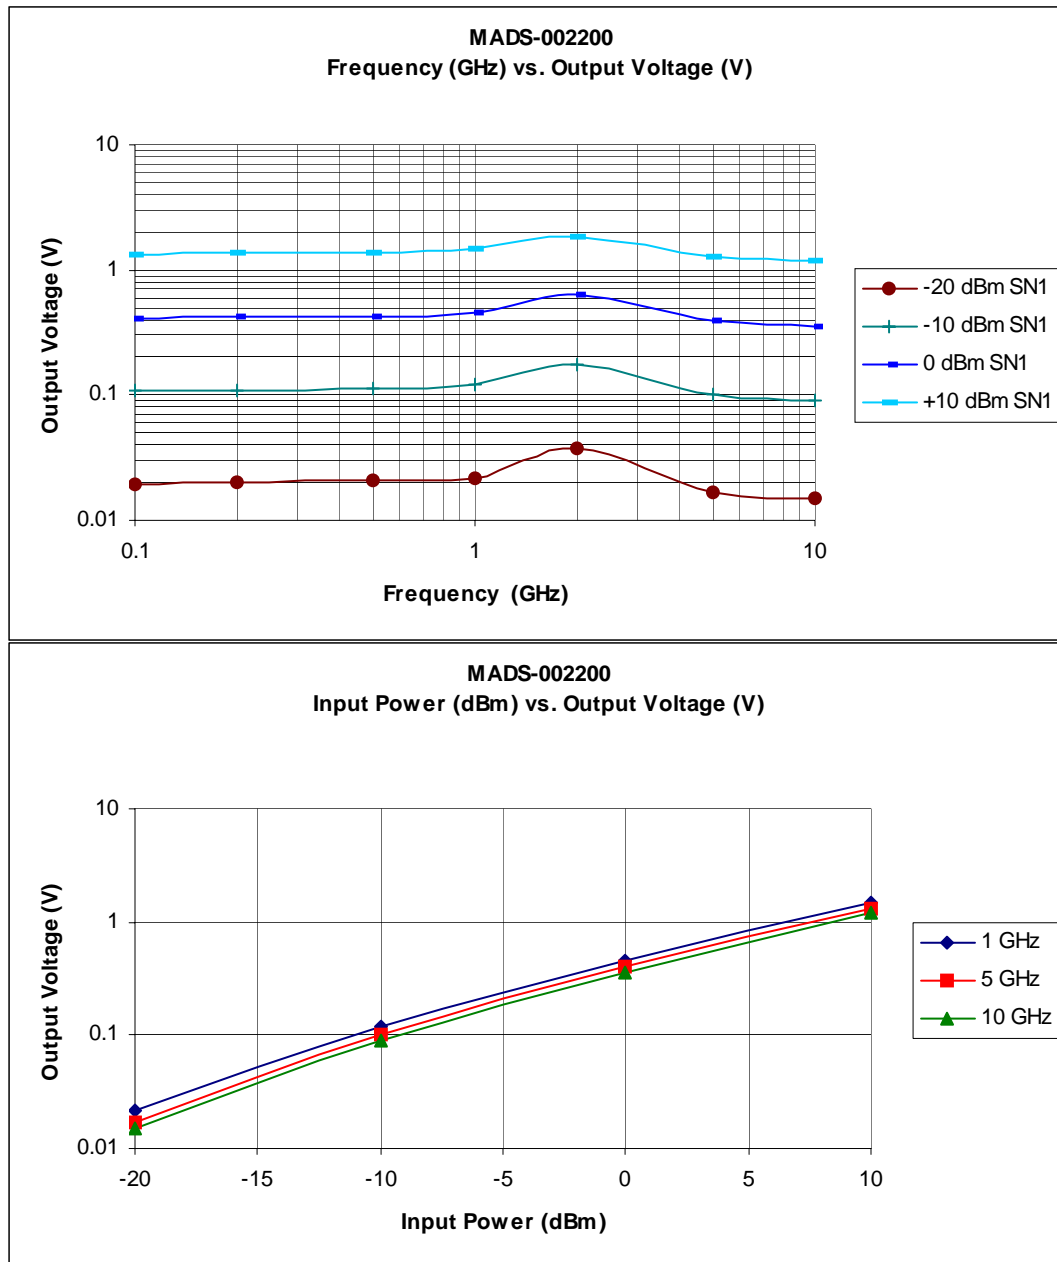 MADS-002200
Frequency (GHz) vs. Output Voltage (V)
10
1
0.1
0.01
Output Voltage (V)
0.1 1 10
Frequency (GHz)
-20 dBm SN1
-10 dBm SN1
0 dBm SN1
+10 dBm SN1
MADS-002200
Input Power (dBm) vs. Output Voltage (V)
10
1
0.1
0.01
Output Voltage (V)
-20 -15 -10 -5 0 5 10
Input Power (dBm)
1 GHz
5 GHz
10 GHz